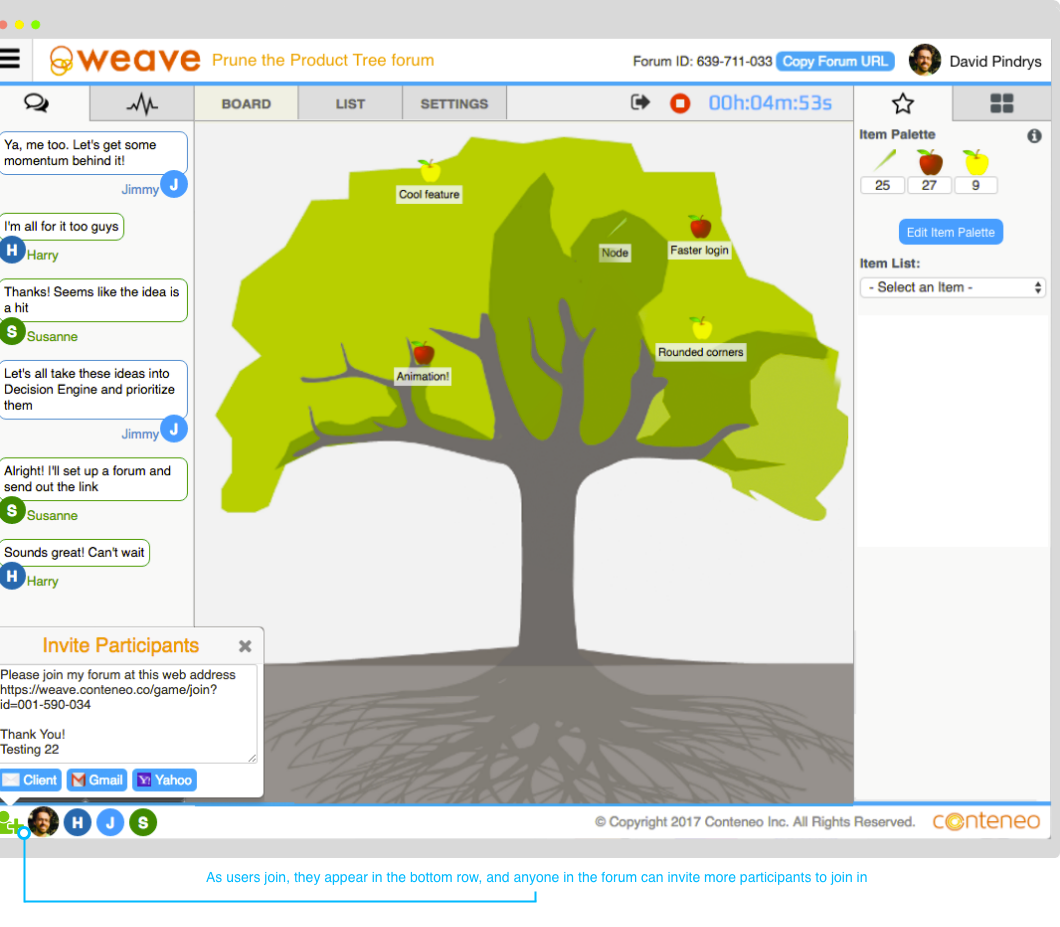 weave Prune the Product Tree forum
Forum ID: 639-711-033 Copy Forum URL David Pindrys
BOARD LIST SETTINGS 00h:04m:53s
Ya, me too. Let's get some
momentum behind it!
Jimmy J
I'm all for it too guys
H Harry
Thanks! Seems like the idea is
a hit
S Susanne
Let's all take these ideas into
Decision Engine and prioritize
them
Jimmy J
Alright! I'll set up a forum and
send out the link
S Susanne
Sounds great! Can't wait
H Harry
Cool feature
Node
Faster login
Rounded corners
Animation!
Item Palette
25 27 9
Edit Item Palette
Item List:
- Select an Item -
Invite Participants
Please join my forum at this web address
https://weave.conteneo.co/game/join?
id=001-590-034
Thank You!
Testing 22
Client Gmail Yahoo
H J S
© Copyright 2017 Conteneo Inc. All Rights Reserved. conteneo
As users join, they appear in the bottom row, and anyone in the forum can invite more participants to join in